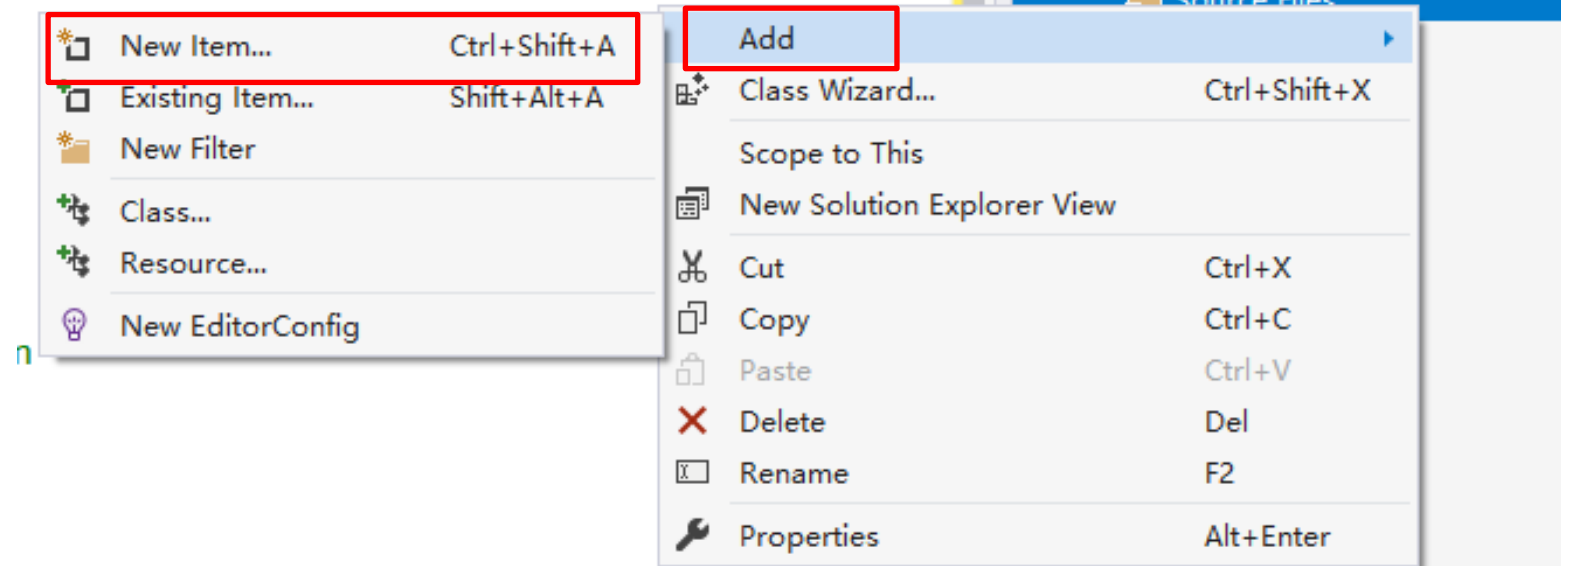 Source Files
New Item... Ctrl+Shift+A
Existing Item... Shift+Alt+A
New Filter
Class...
Resource...
New EditorConfig
n
Add
Class Wizard... Ctrl+Shift+X
Scope to This
New Solution Explorer View
Cut Ctrl+X
Copy Ctrl+C
Paste Ctrl+V
Delete Del
Rename F2
Properties Alt+Enter